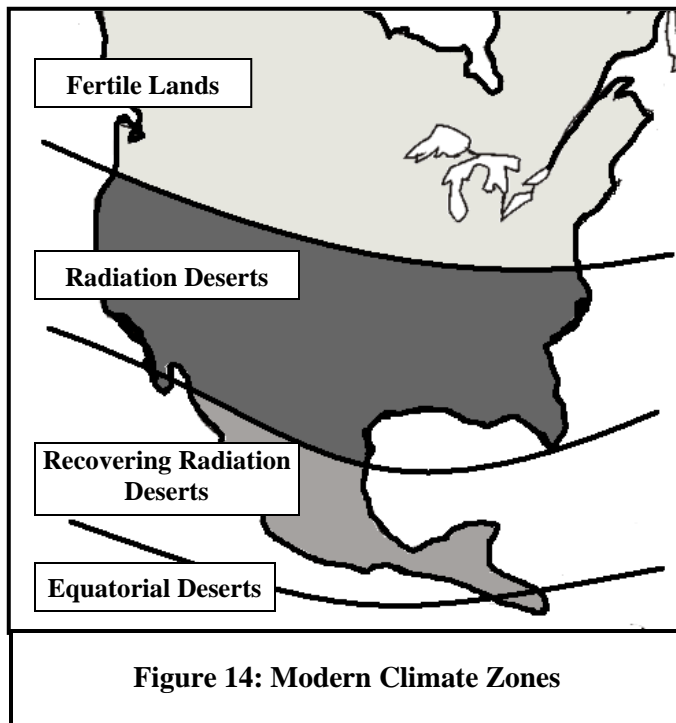 Fertile Lands
Radiation Deserts
Recovering Radiation
Deserts
Equatorial Deserts
Figure 14: Modern Climate Zones